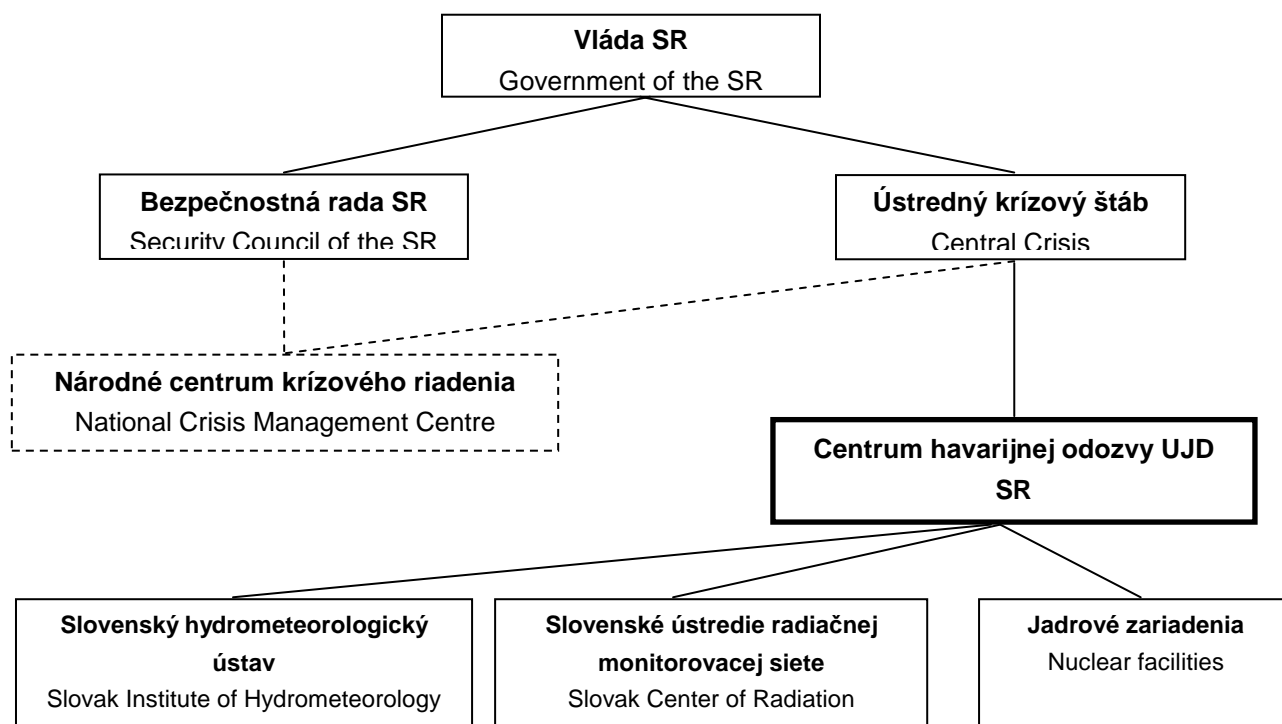 Vláda SR
Government of the SR
Bezpečnostná rada SR
Security Council of the SR
Ústredný krízový štáb
Central Crisis
Národné centrum krízového riadenia
National Crisis Management Centre
Centrum havarijnej odozvy UJD
SR
Slovenský hydrometeorologický
ústav
Slovak Institute of Hydrometeorology
Slovenské ústredie radiačnej
monitorovacej siete
Slovak Center of Radiation
Jadrové zariadenia
Nuclear facilities